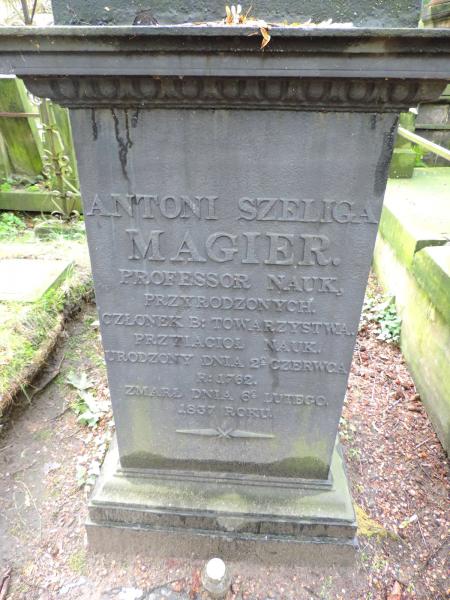 ANTONI SZELIGA
MAGIER.
PROFESSOR NAUK,
PRZYRODZONYCH.
CZŁONEK B: TOWARZYSTWA.
PRZYIACIOŁ NAUK.
URODZONY DNIA 2º CZERWCA
R: 1762.
ZMARŁ DNIA 6º LUTEGO.
1837 ROKU.